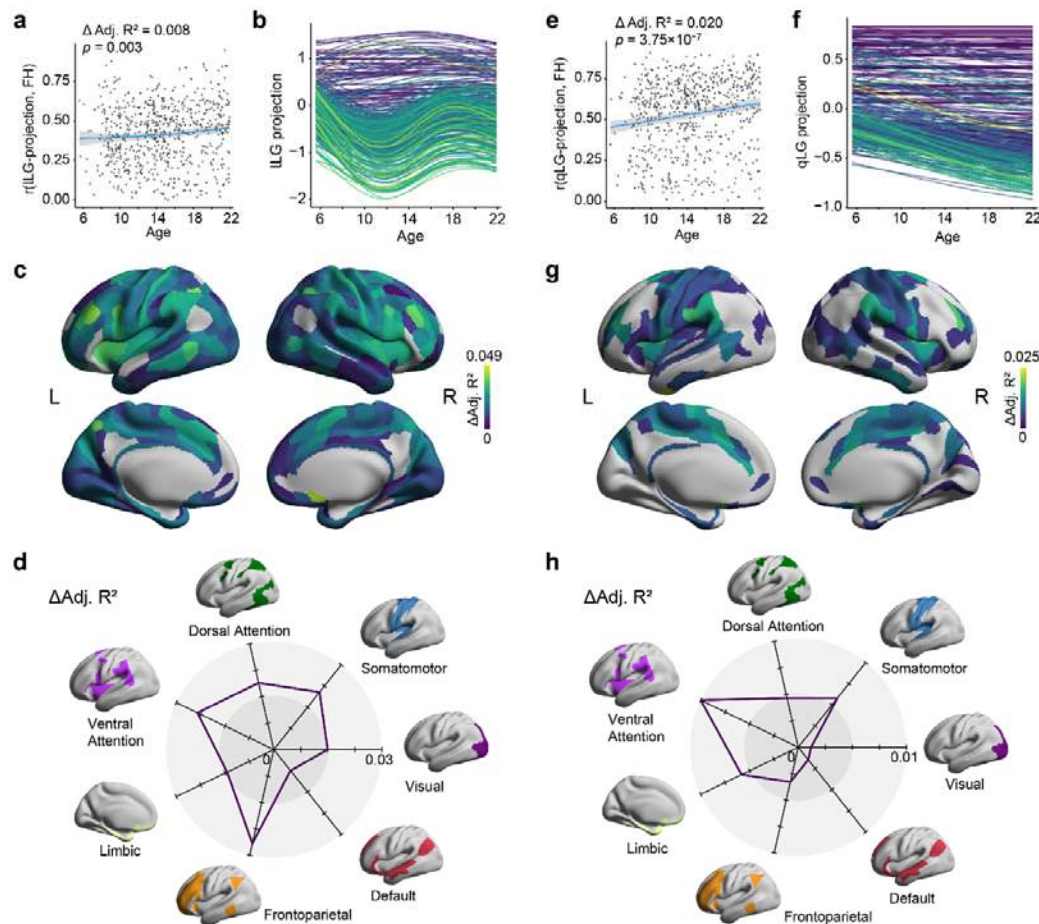 a
Δ Adj. R² = 0.008
p = 0.003
r(lLG-projection, FH)
0.75
0.50
0.25
0.00
6 10 14 18 22
Age
b
lLG projection
1
0
−1
−2
6 10 14 18 22
Age
e
Δ Adj. R² = 0.020
p = 3.75×10⁻⁷
r(qLG-projection, FH)
0.75
0.50
0.25
0.00
6 10 14 18 22
Age
f
qLG projection
0.5
0
−0.5
−1.0
6 10 14 18 22
Age
c
L
R
0.049
ΔAdj. R²
0
g
L
R
0.025
ΔAdj. R²
0
d
ΔAdj. R²
Dorsal Attention
Somatomotor
Ventral
Attention
0
0.03
Visual
Limbic
Default
Frontoparietal
h
ΔAdj. R²
Dorsal Attention
Somatomotor
Ventral
Attention
0
0.01
Visual
Limbic
Default
Frontoparietal